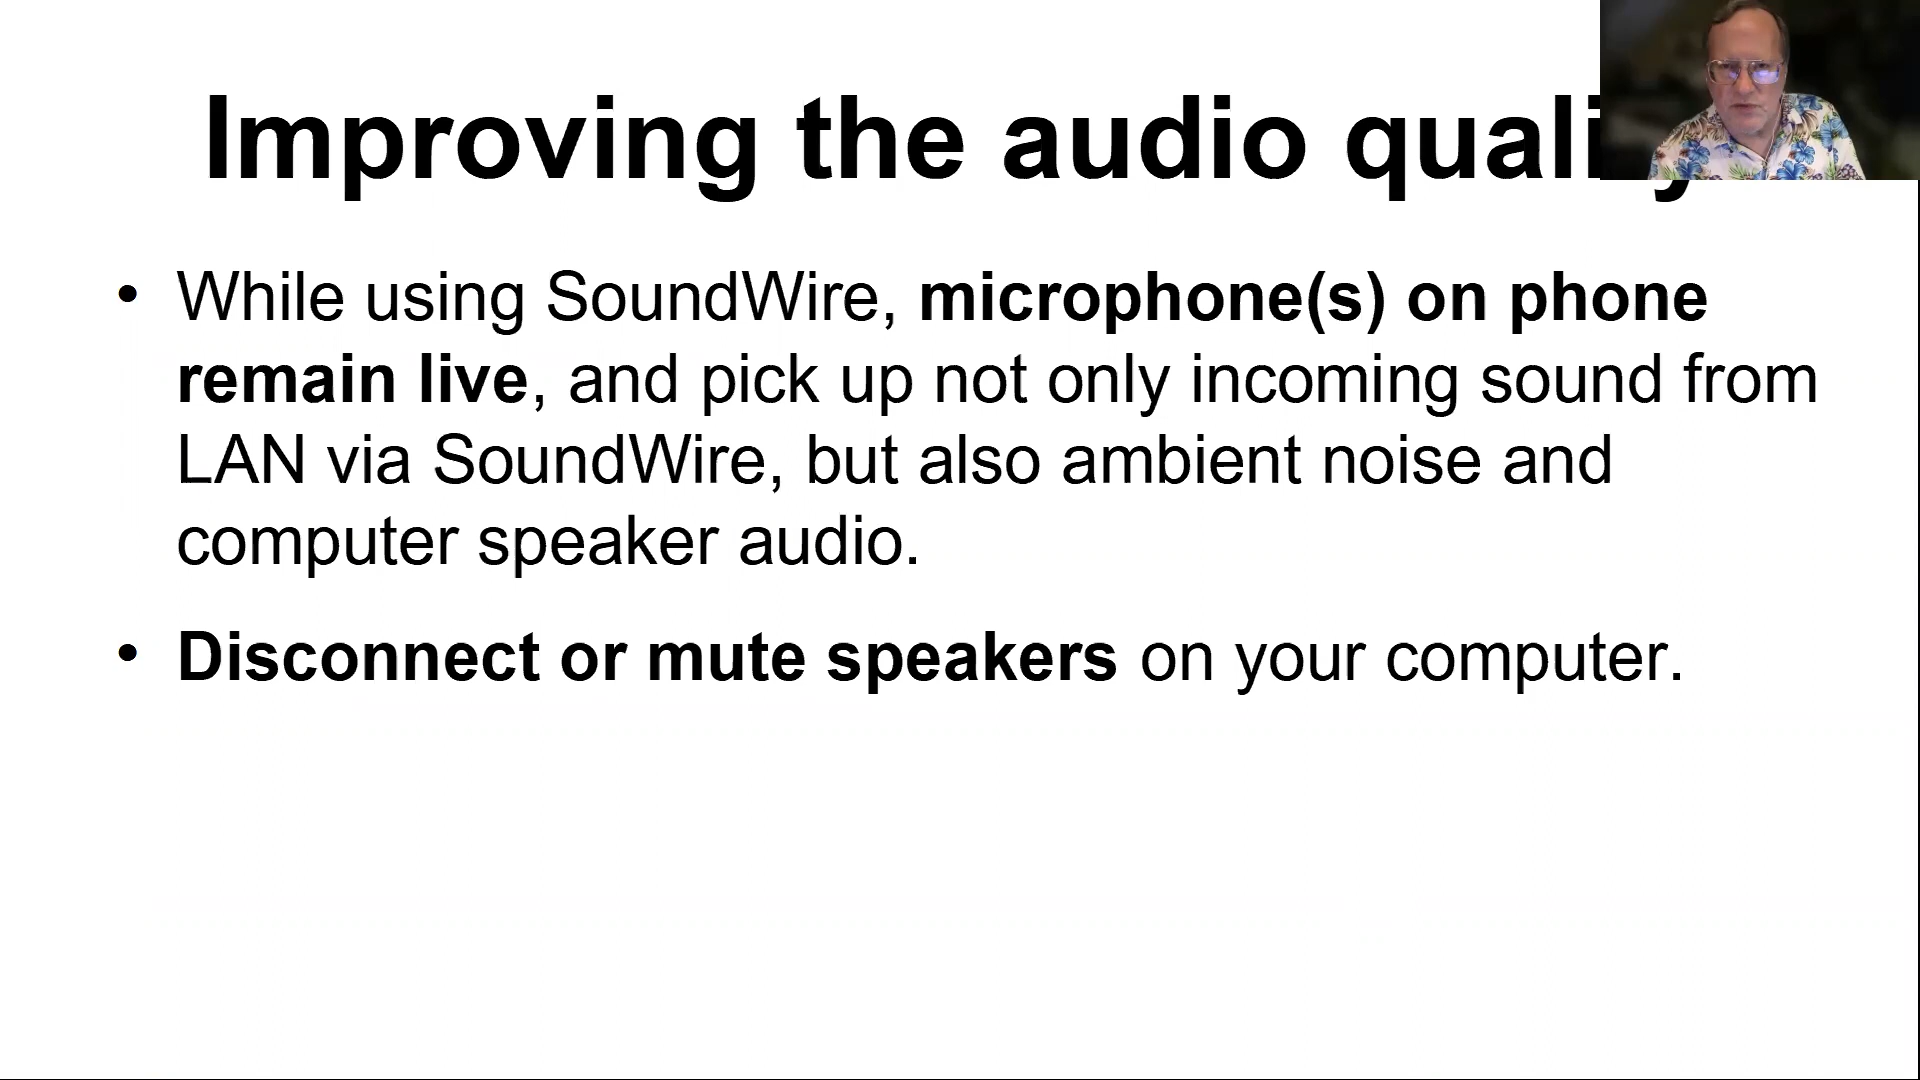 Improving the audio quality
• While using SoundWire, microphone(s) on phone
remain live, and pick up not only incoming sound from
LAN via SoundWire, but also ambient noise and
computer speaker audio.
• Disconnect or mute speakers on your computer.